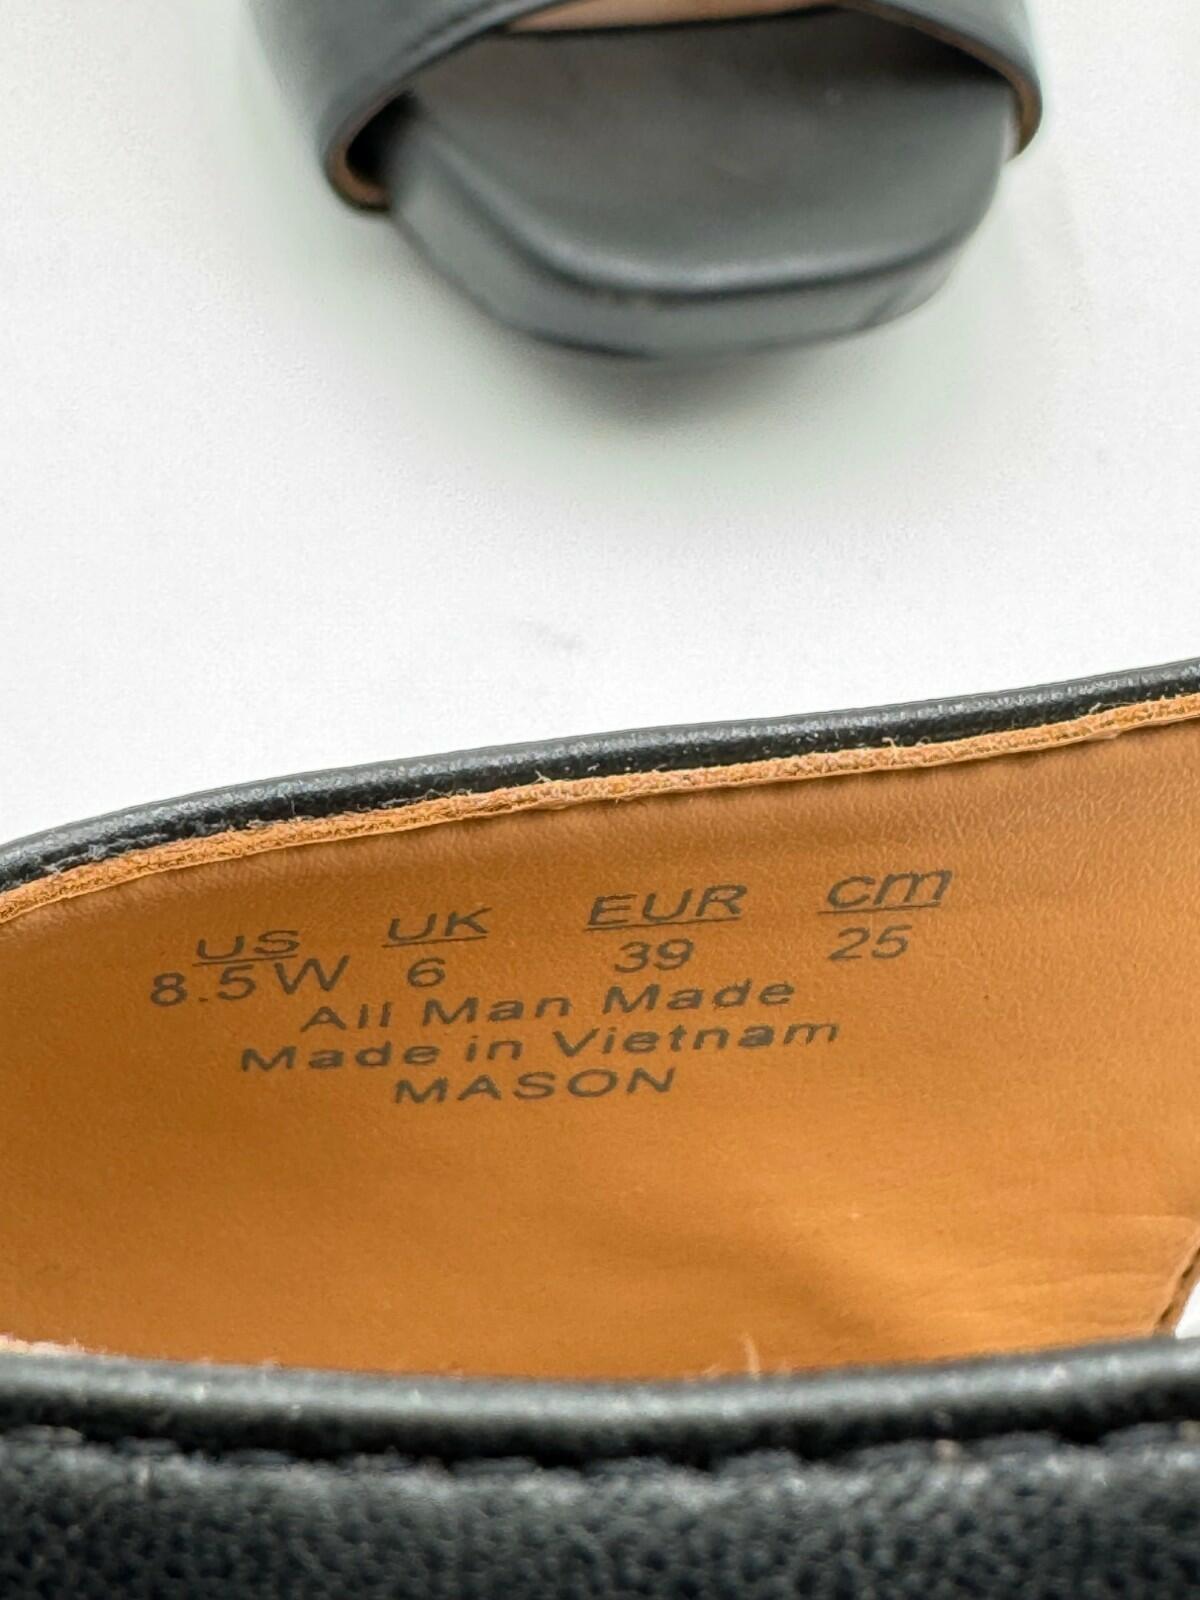 US UK EUR cm
8.5W 6 39 25
All Man Made
Made in Vietnam
MASON